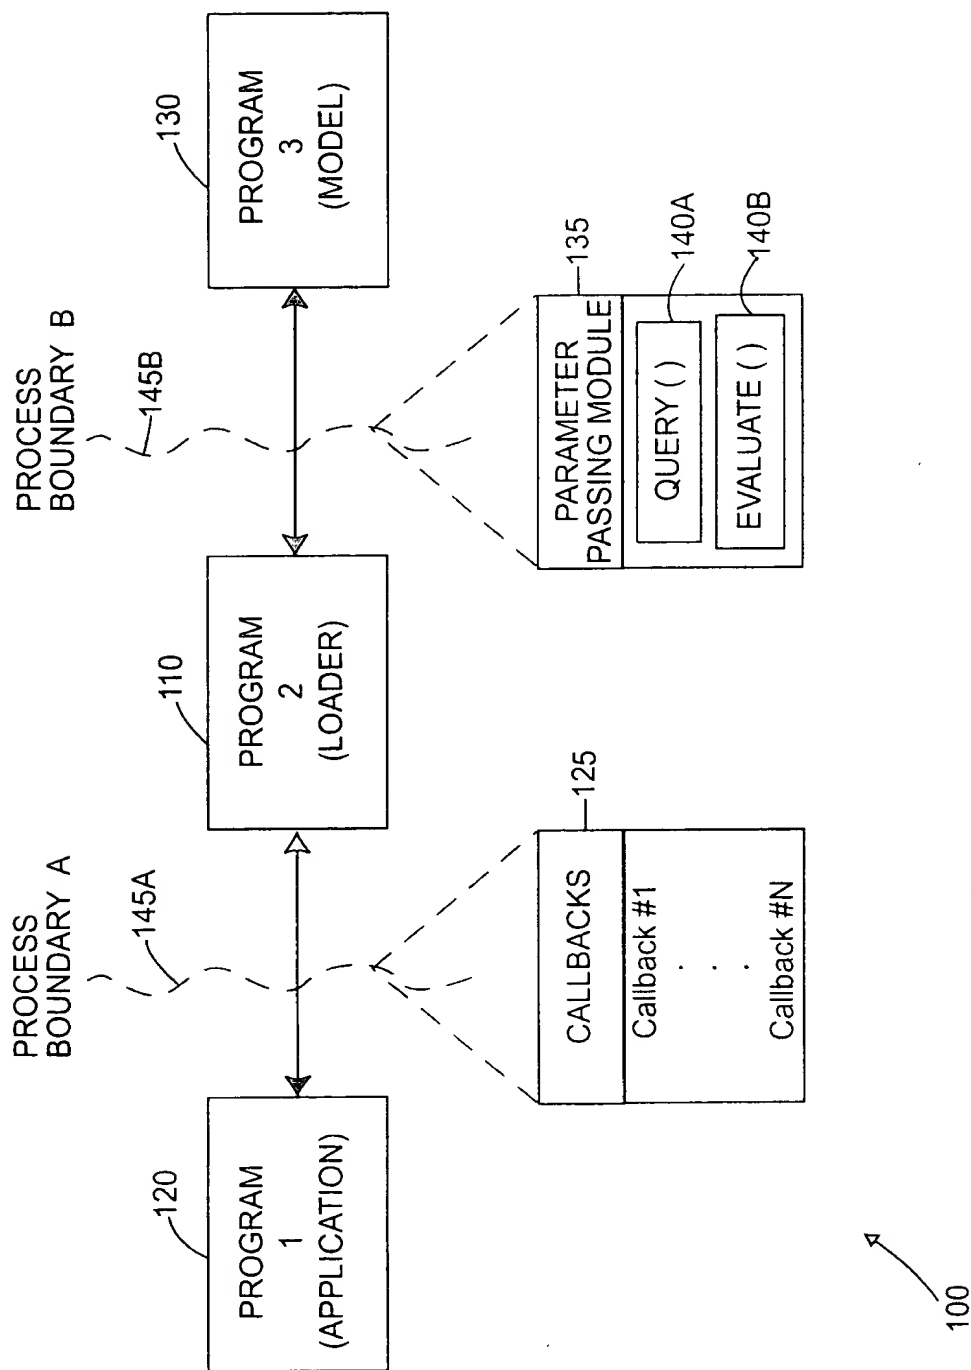 PROCESS
BOUNDARY A
145A
PROCESS
BOUNDARY B
145B
120
PROGRAM
1
(APPLICATION)
110
PROGRAM
2
(LOADER)
130
PROGRAM
3
(MODEL)
CALLBACKS
125
Callback #1
. . .
Callback #N
PARAMETER
PASSING MODULE
135
QUERY ( )
140A
EVALUATE ( )
140B
100